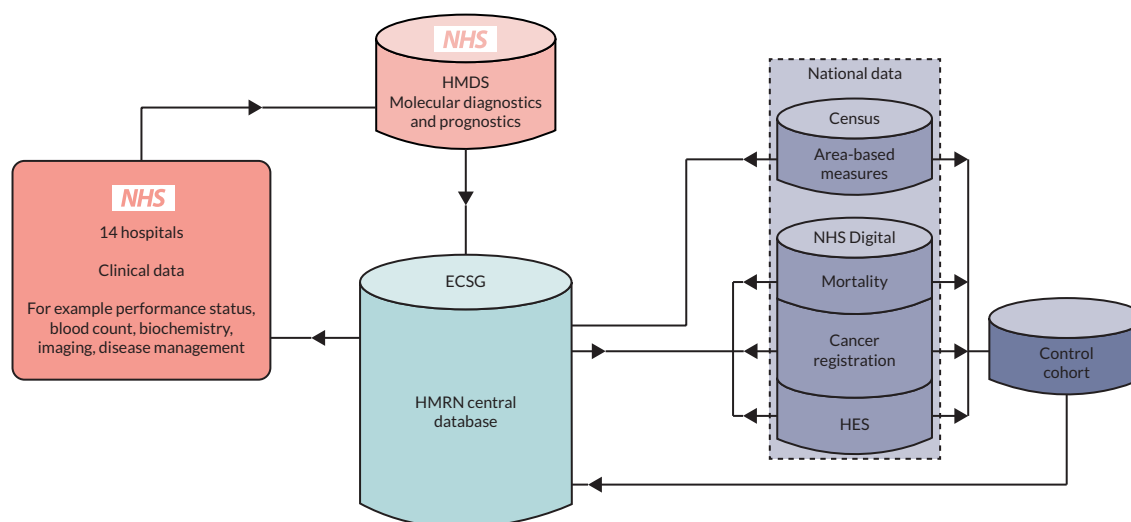 NHS
HMDS
Molecular diagnostics
and prognostics
NHS
14 hospitals
Clinical data
For example performance status,
blood count, biochemistry,
imaging, disease management
ECSG
HMRN central
database
National data
Census
Area-based
measures
NHS Digital
Mortality
Cancer
registration
HES
Control
cohort